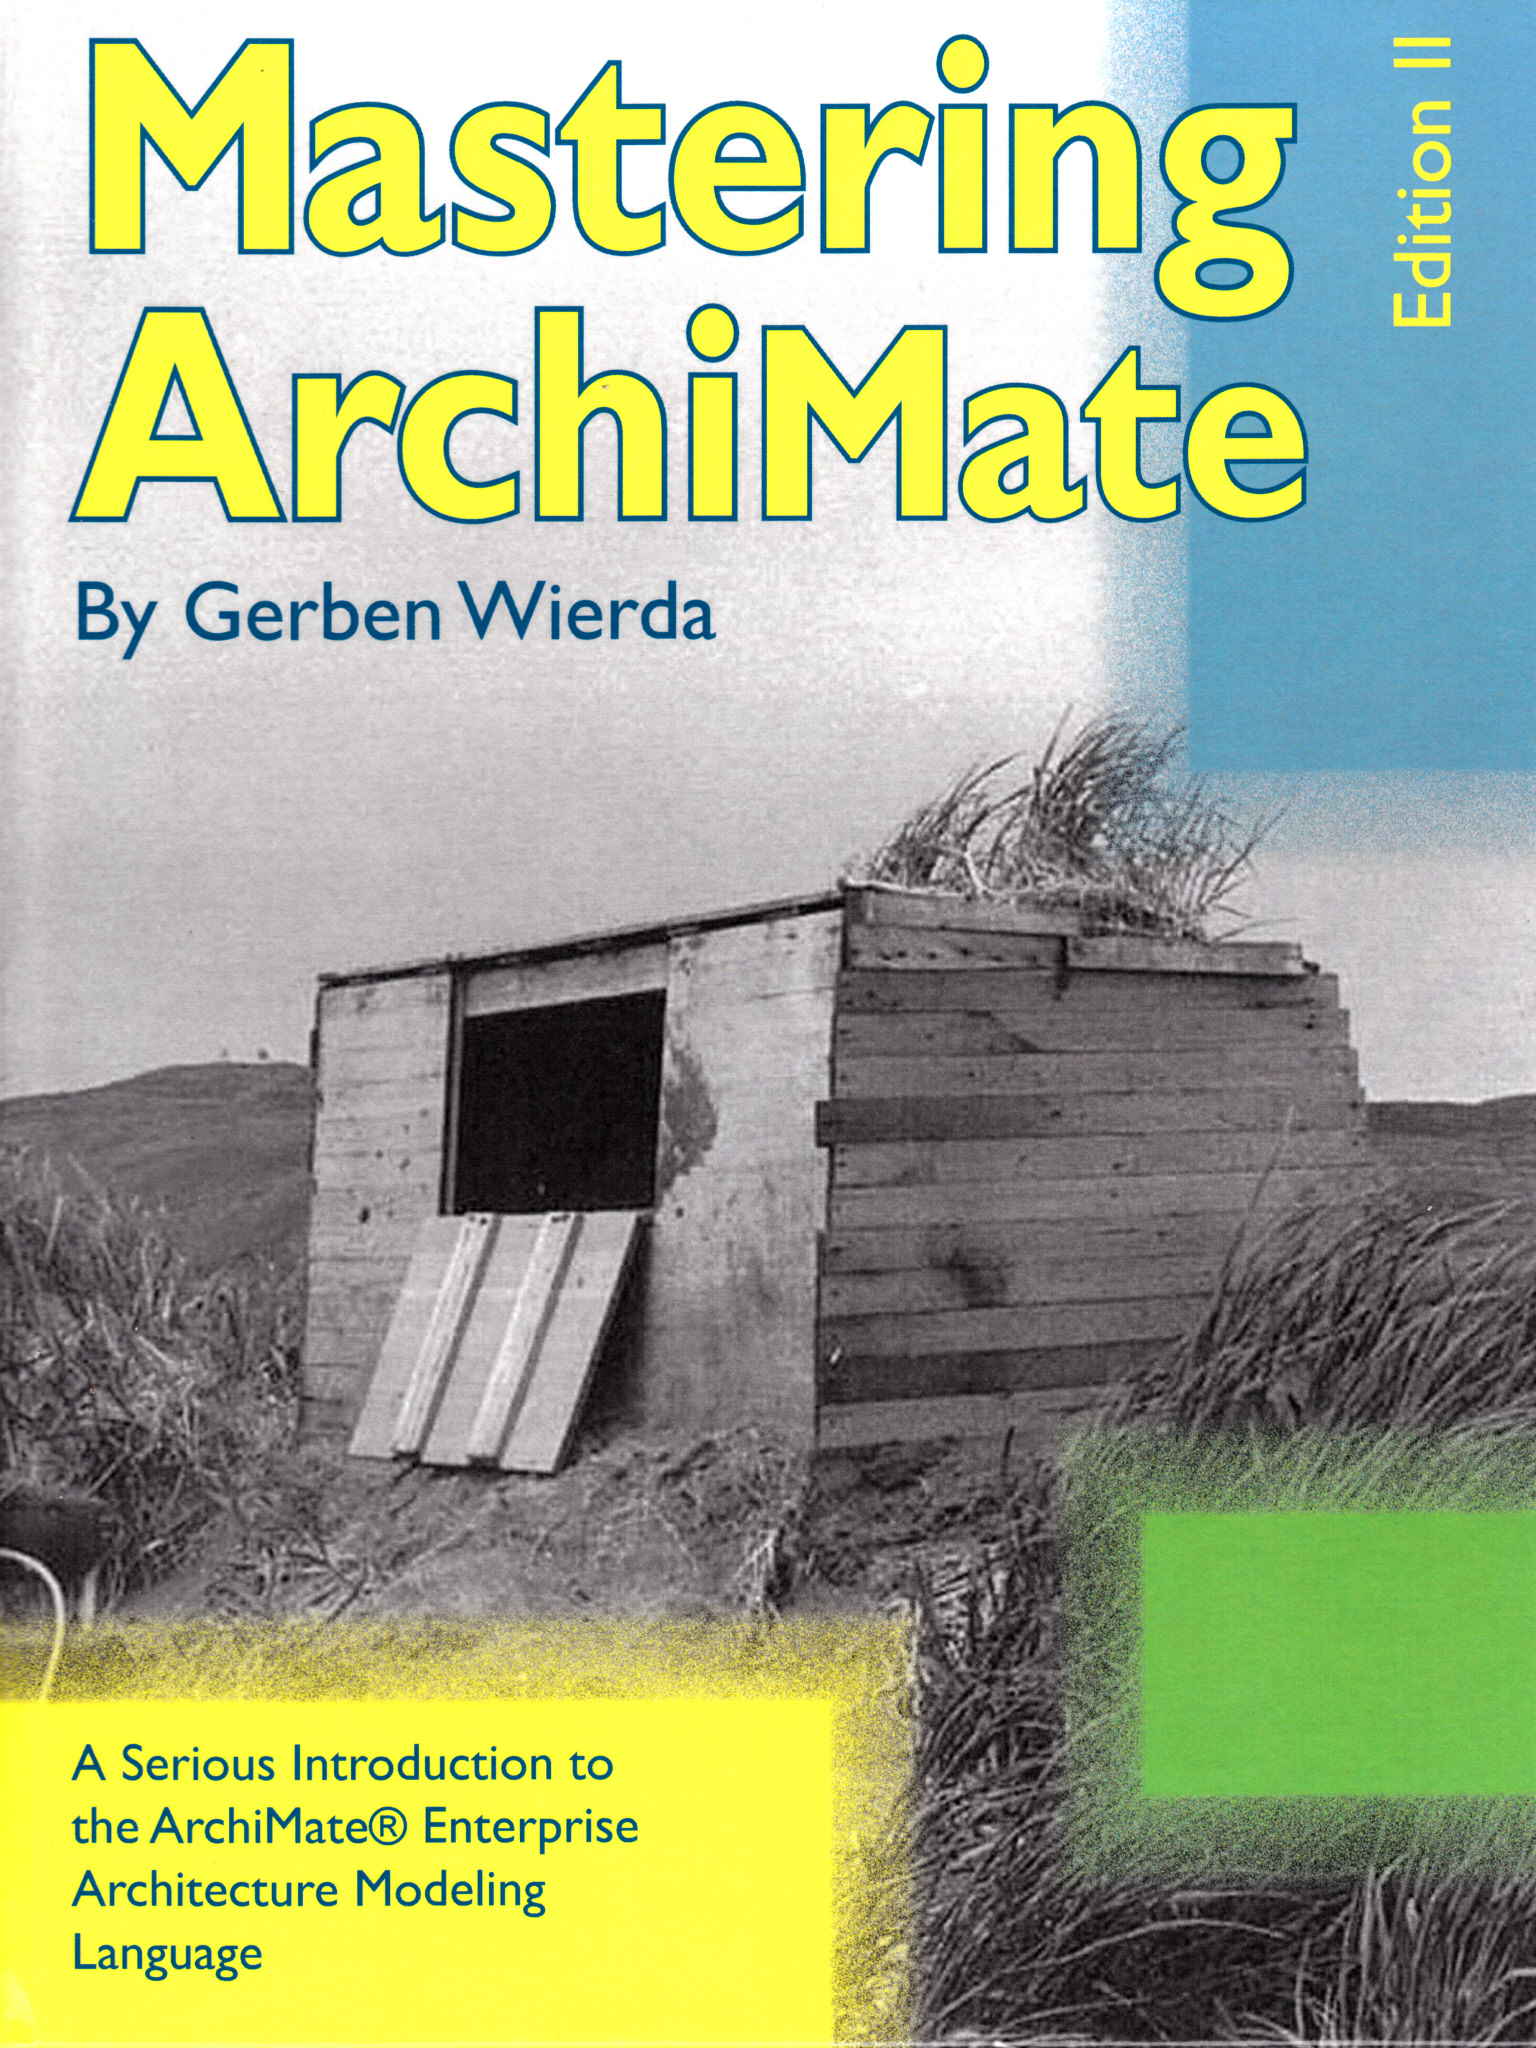 Mastering
ArchiMate
Edition II
By Gerben Wierda
A Serious Introduction to
the ArchiMate® Enterprise
Architecture Modeling
Language